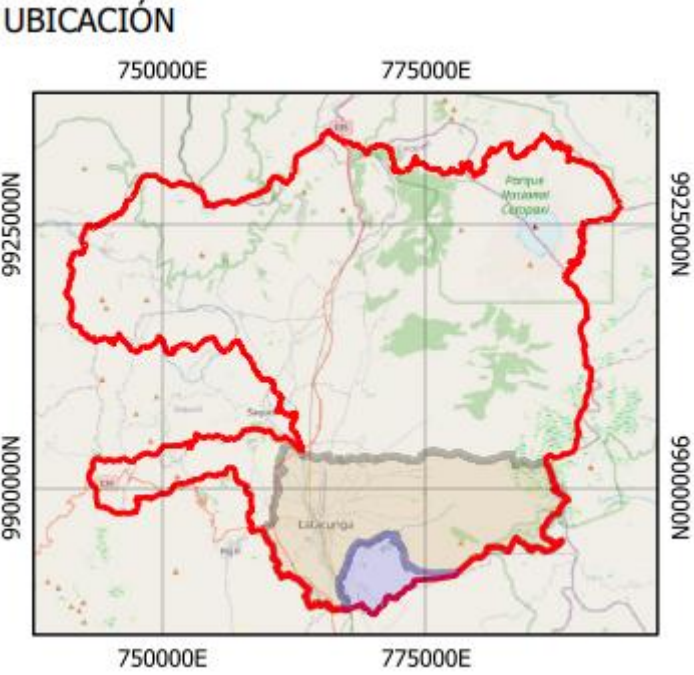 UBICACIÓN
750000E 775000E
9925000N 9925000N
Parque
Nacional
Cotopaxi
9900000N 9900000N
Latacunga
750000E 775000E